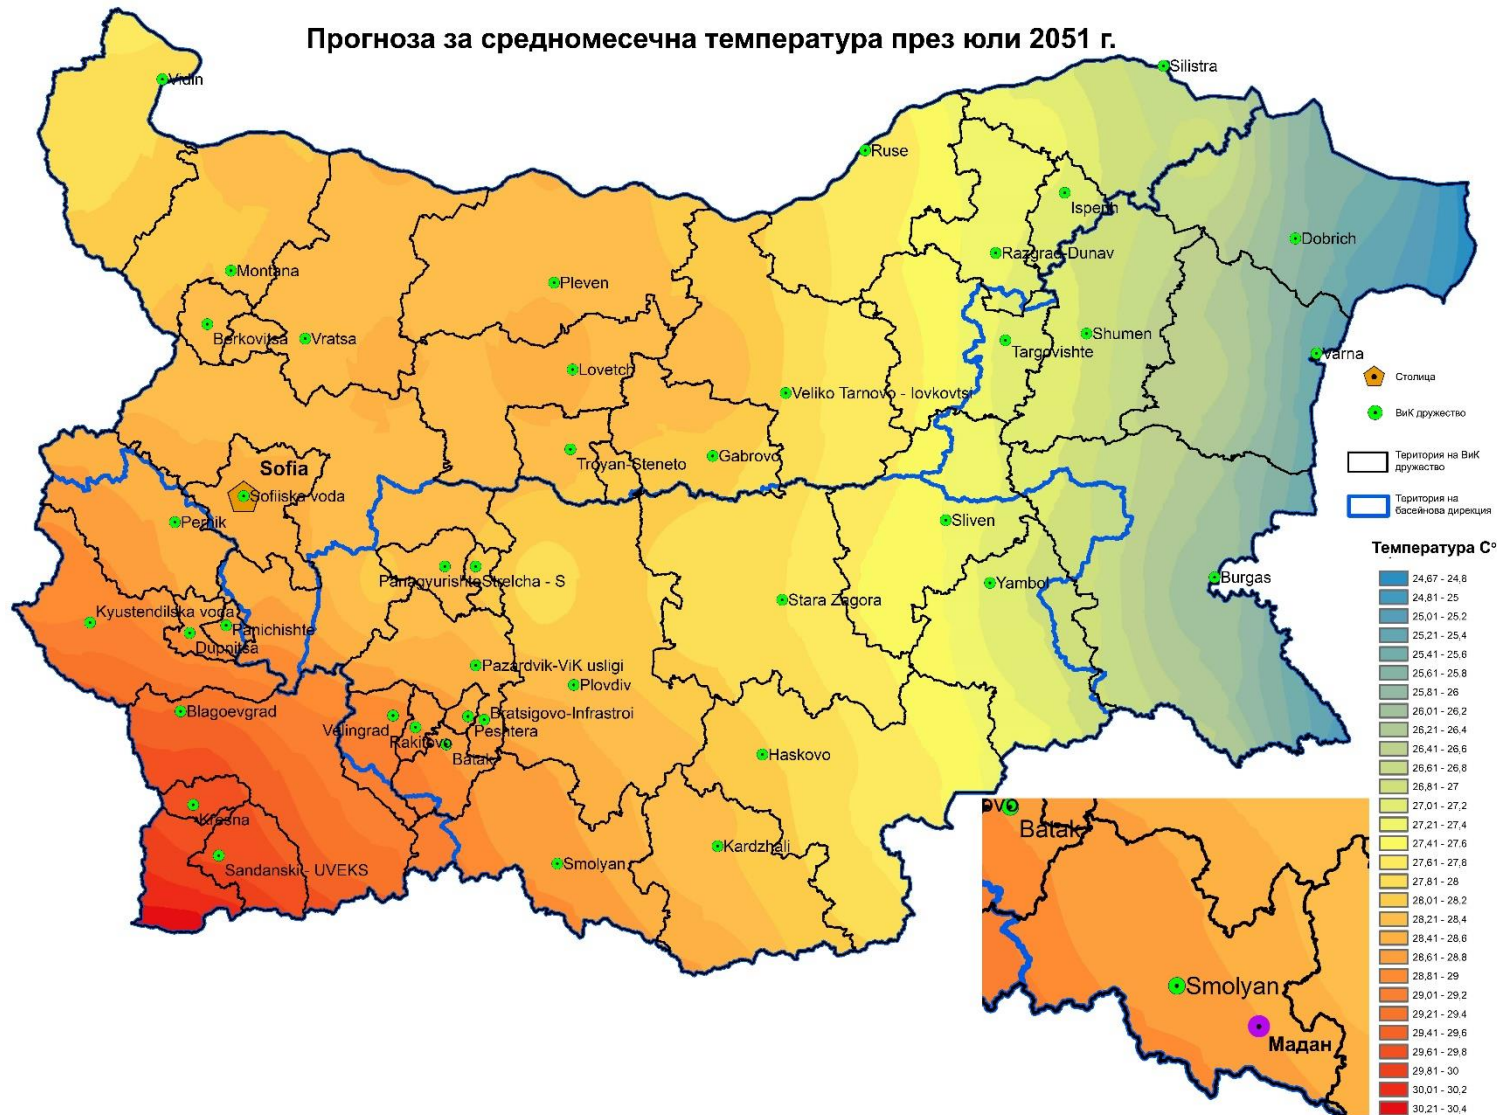 Прогноза за средномесечна температура през юли 2051 г.
Vidin
Silistra
Ruse
Isperih
Dobrich
Razgrad-Dunav
Montana
Pleven
Berkovitsa
Vratsa
Shumen
Targovishte
Varna
Lovetch
Veliko Tarnovo - Iovkovtsi
Troyan-Steneto
Gabrovo
Sofia
Sofiiska voda
Pernik
Sliven
Panagyurishte
Strelcha - S
Yambol
Burgas
Stara Zagora
Kyustendilska voda
Panichishte
Dupnitsa
Pazardvik-ViK usligi
Plovdiv
Blagoevgrad
Velingrad
Rakitovo
Bratsigovo-Infrastroi
Peshtera
Batak
Haskovo
Kresna
Sandanski - UVEKS
Smolyan
Kardzhali
Столица
ВиК дружество
Територия на ВиК
дружество
Територия на
басейнова дирекция
Температура C°
24,67 - 24,8
24,81 - 25
25,01 - 25,2
25,21 - 25,4
25,41 - 25,6
25,61 - 25,8
25,81 - 26
26,01 - 26,2
26,21 - 26,4
26,41 - 26,6
26,61 - 26,8
26,81 - 27
27,01 - 27,2
27,21 - 27,4
27,41 - 27,6
27,61 - 27,8
27,81 - 28
28,01 - 28,2
28,21 - 28,4
28,41 - 28,6
28,61 - 28,8
28,81 - 29
29,01 - 29,2
29,21 - 29,4
29,41 - 29,6
29,61 - 29,8
29,81 - 30
30,01 - 30,2
30,21 - 30,4
ovo
Batak
Smolyan
Мадан